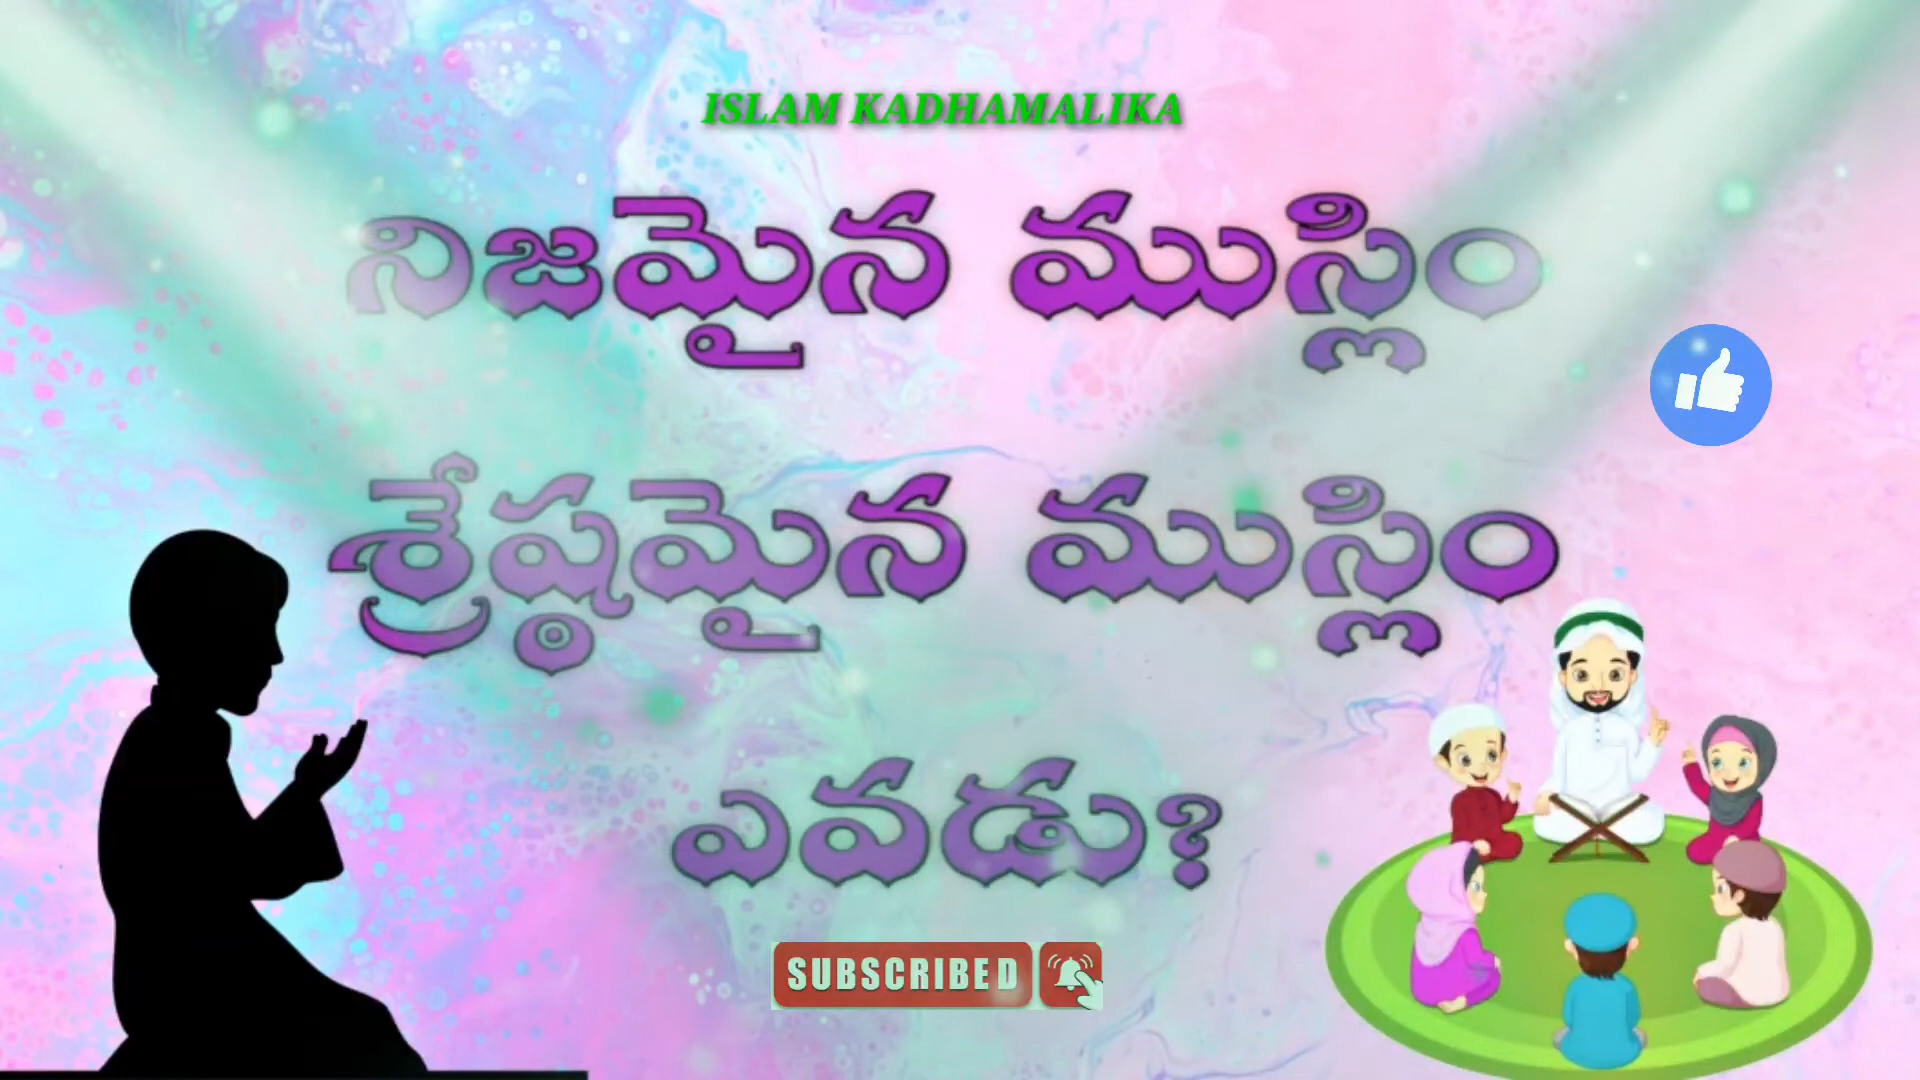 ISLAM KADHAMALIKA
నిజమైన ముస్లిం
శ్రేష్ఠమైన ముస్లిం
ఎవడు?
SUBSCRIBED